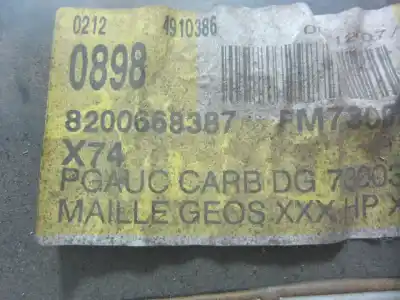 0212 4910386
0898
8200668387
X74
PGAUC CARB DG
MAILLE GEOS XXX HP